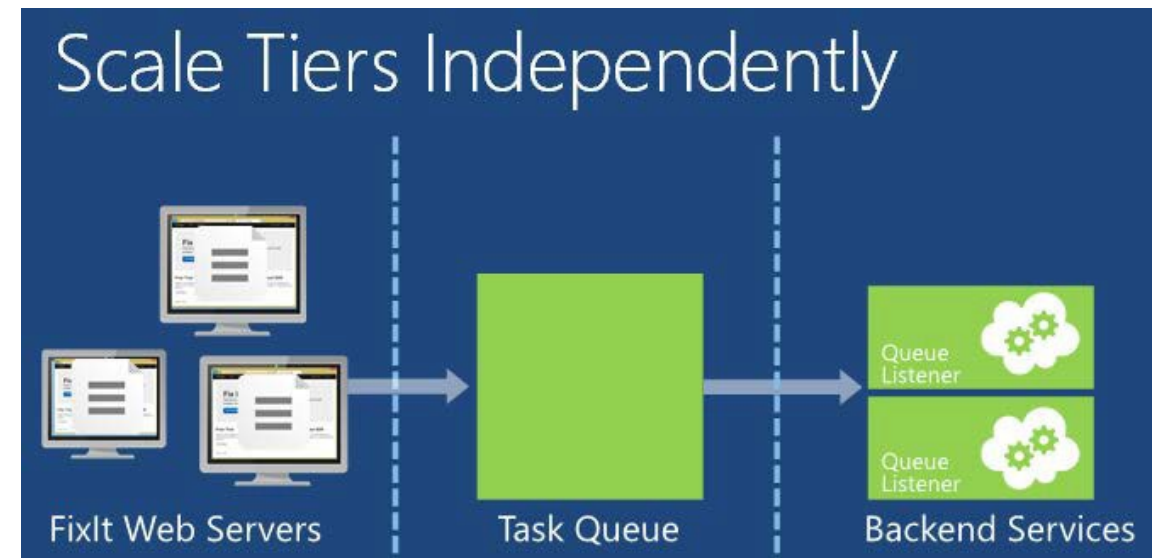 Scale Tiers Independently
Queue
Listener
Queue
Listener
FixIt Web Servers
Task Queue
Backend Services